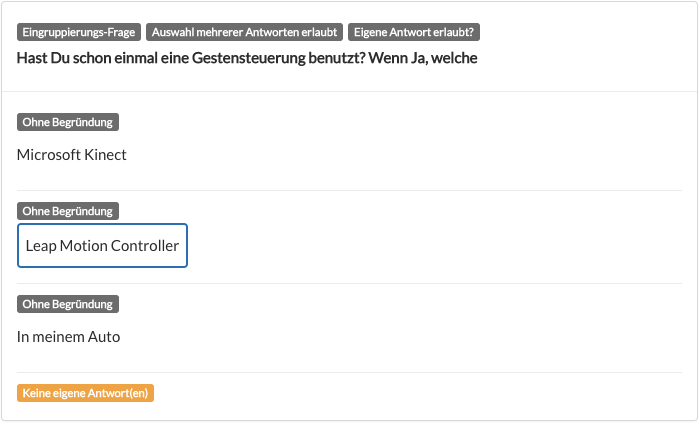 Eingruppierungs-Frage Auswahl mehrerer Antworten erlaubt Eigene Antwort erlaubt?
Hast Du schon einmal eine Gestensteuerung benutzt? Wenn Ja, welche
Ohne Begründung
Microsoft Kinect
Ohne Begründung
Leap Motion Controller
Ohne Begründung
In meinem Auto
Keine eigene Antwort(en)